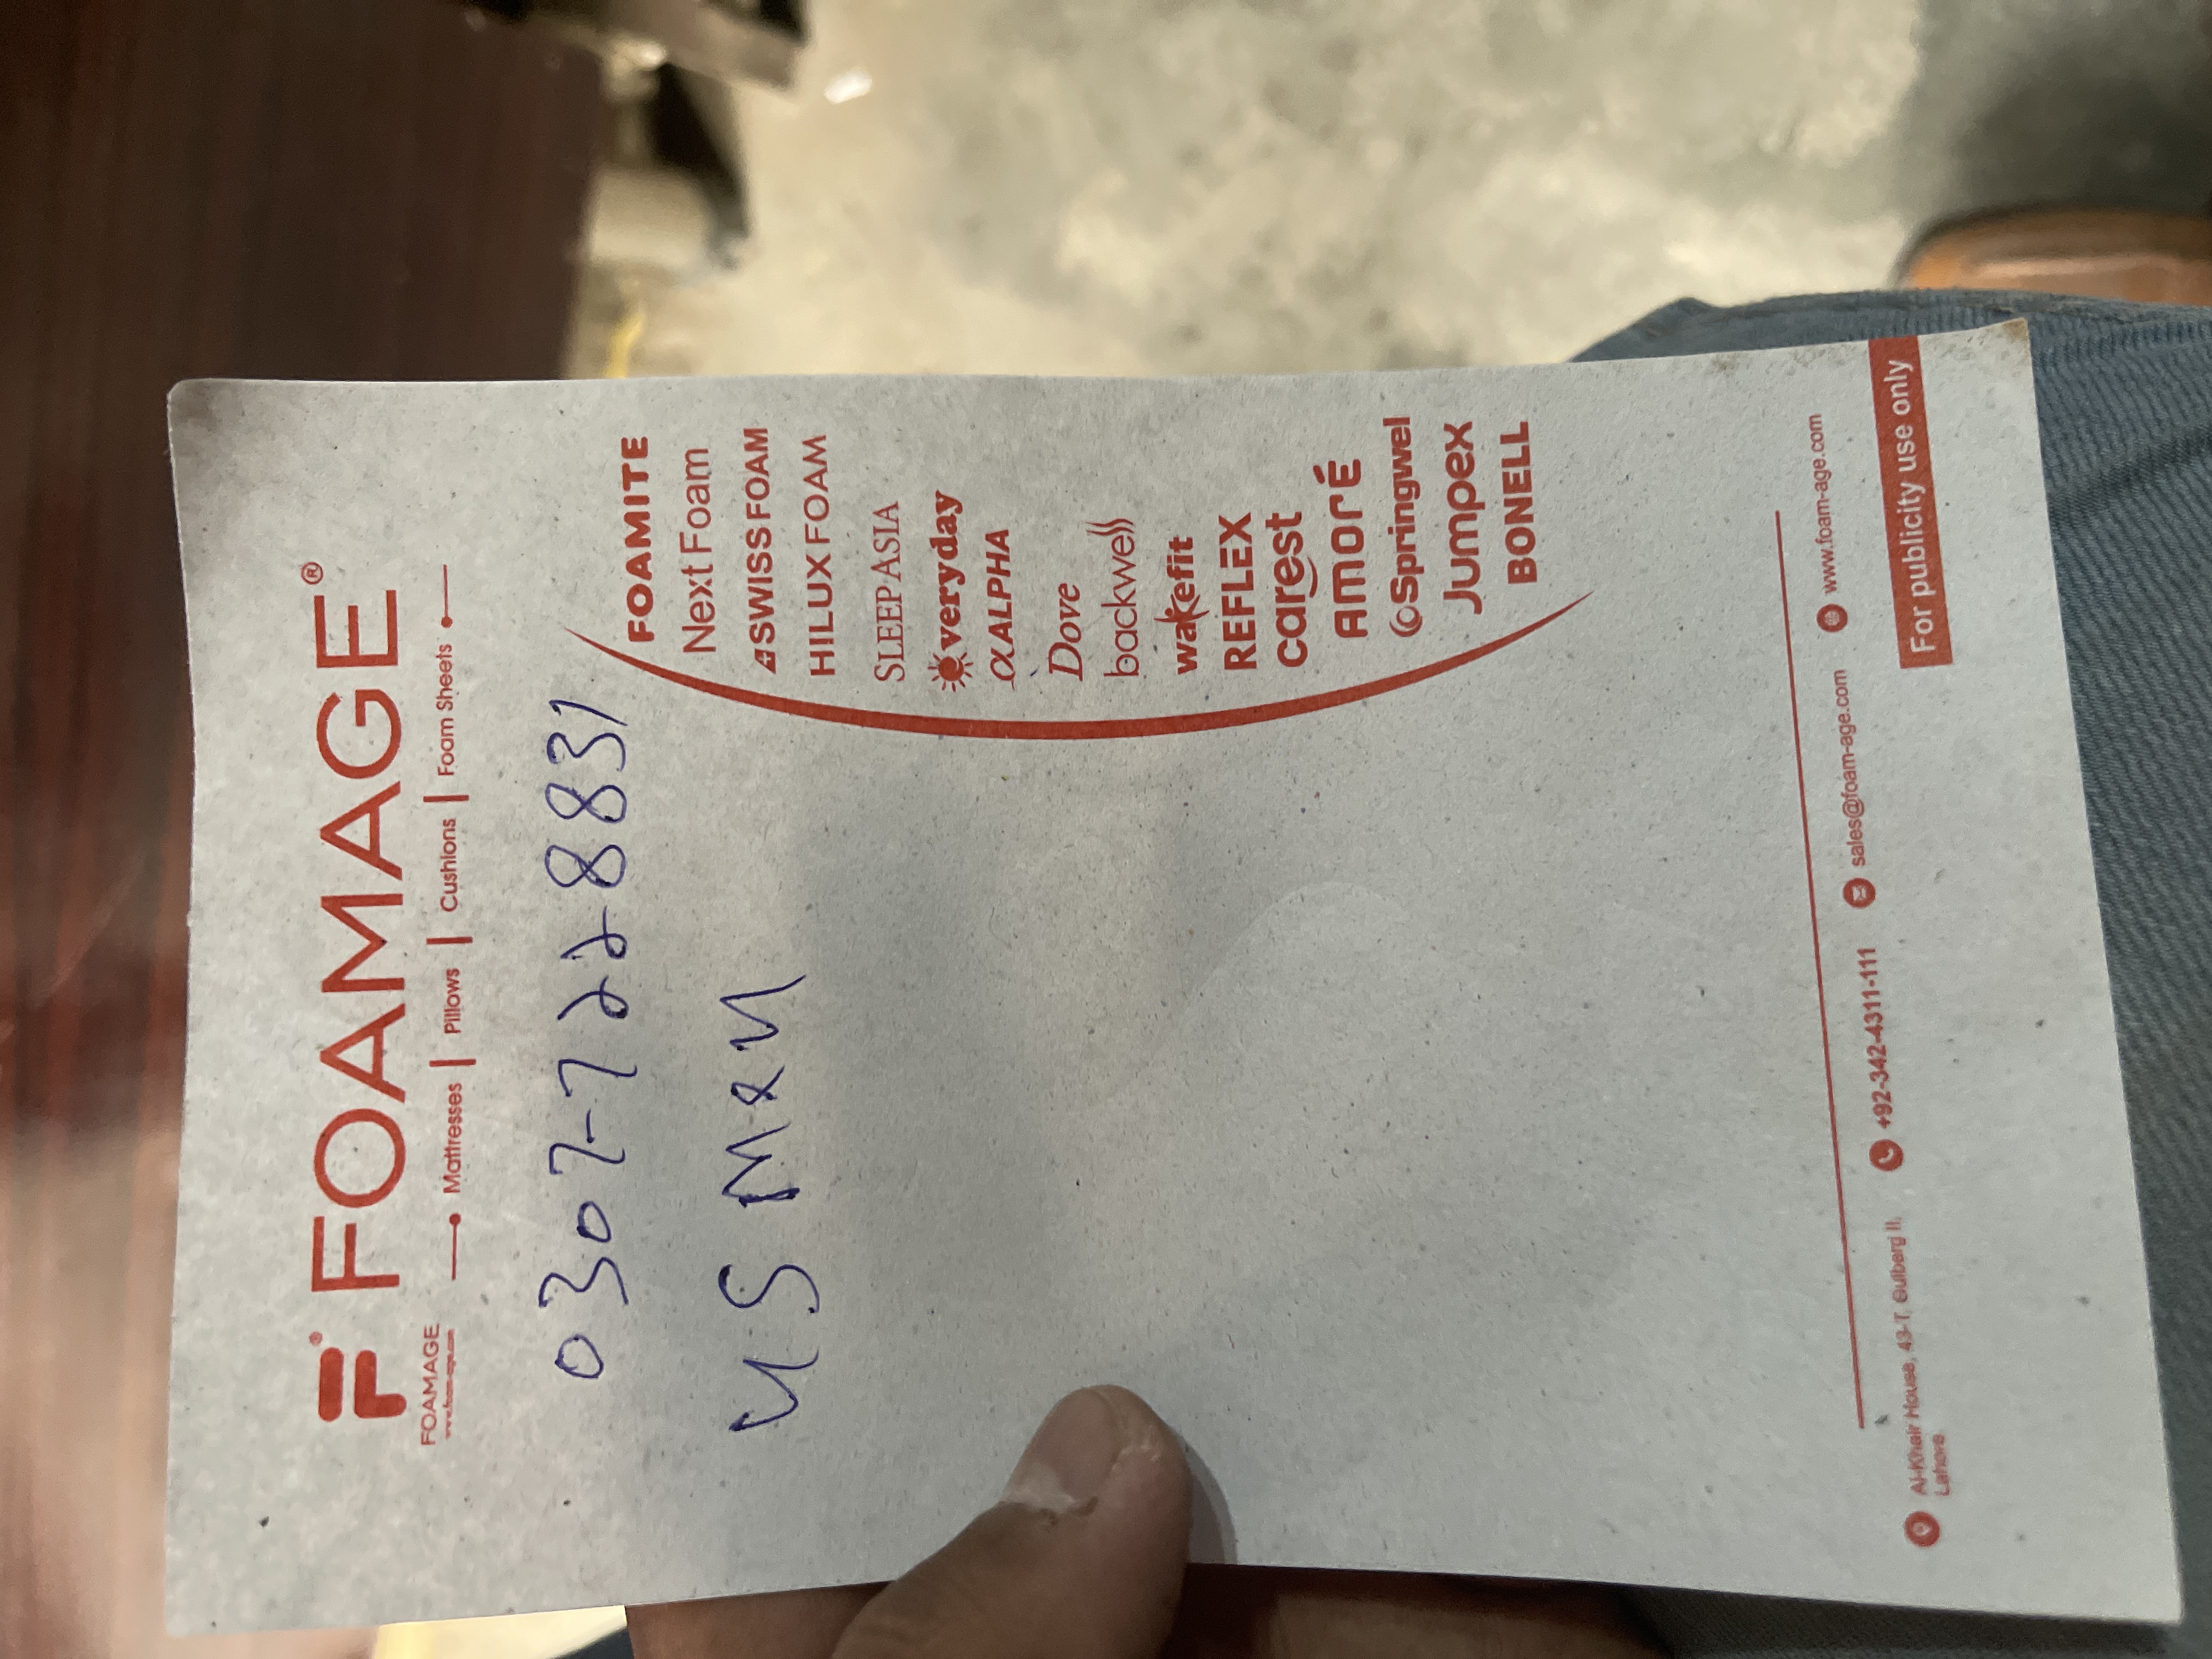 F®
FOAMAGE
www.foam-age.com
FOAMAGE®
Mattresses | Pillows | Cushions | Foam Sheets
0307-7228831
USMAN
FOAMITE
Next Foam
SWISS FOAM
HILUX FOAM
SLEEP ASIA
everyday
αALPHA
Dove
backwell
wakefit
REFLEX
carest
AMORÉ
Springwel
Jumpex
BONELL
Al-Khair House, 43-T, Gulberg II,
Lahore.
+92-342-4311-111
sales@foam-age.com
www.foam-age.com
For publicity use only